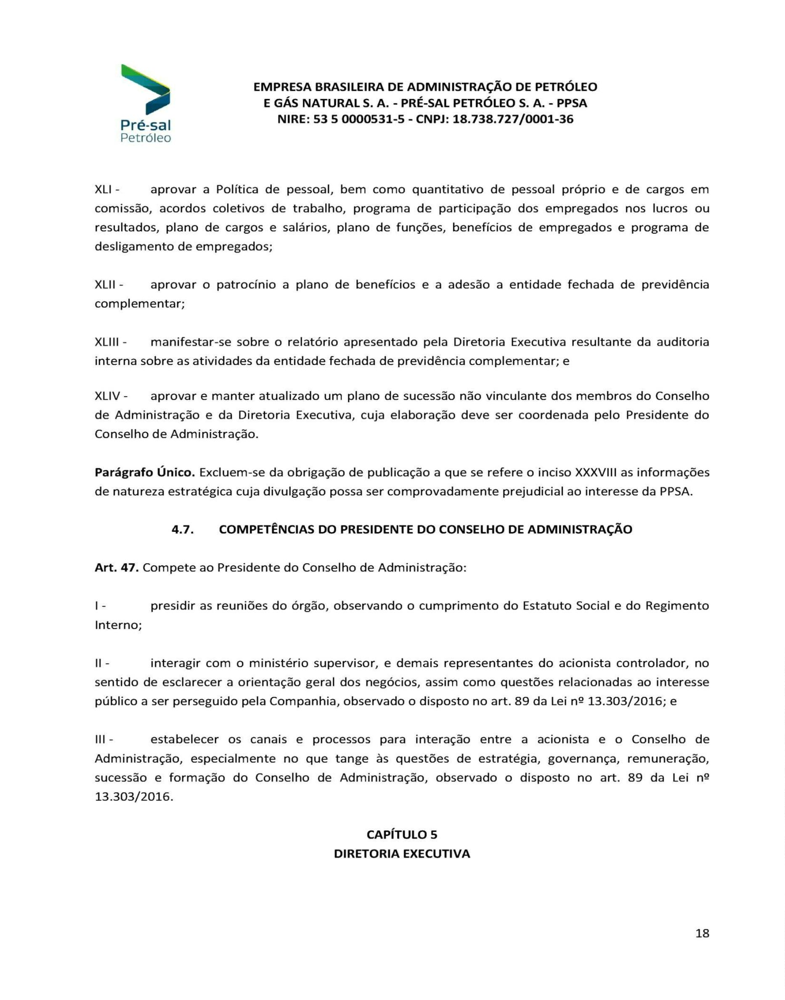 Pré-sal
Petróleo
EMPRESA BRASILEIRA DE ADMINISTRAÇÃO DE PETRÓLEO
E GÁS NATURAL S. A. - PRÉ-SAL PETRÓLEO S. A. - PPSA
NIRE: 53 5 0000531-5 - CNPJ: 18.738.727/0001-36
XLI - aprovar a Política de pessoal, bem como quantitativo de pessoal próprio e de cargos em
comissão, acordos coletivos de trabalho, programa de participação dos empregados nos lucros ou
resultados, plano de cargos e salários, plano de funções, benefícios de empregados e programa de
desligamento de empregados;
XLII - aprovar o patrocínio a plano de benefícios e a adesão a entidade fechada de previdência
complementar;
XLIII - manifestar-se sobre o relatório apresentado pela Diretoria Executiva resultante da auditoria
interna sobre as atividades da entidade fechada de previdência complementar; e
XLIV - aprovar e manter atualizado um plano de sucessão não vinculante dos membros do Conselho
de Administração e da Diretoria Executiva, cuja elaboração deve ser coordenada pelo Presidente do
Conselho de Administração.
Parágrafo Único. Excluem-se da obrigação de publicação a que se refere o inciso XXXVIII as informações
de natureza estratégica cuja divulgação possa ser comprovadamente prejudicial ao interesse da PPSA.
4.7. COMPETÊNCIAS DO PRESIDENTE DO CONSELHO DE ADMINISTRAÇÃO
Art. 47. Compete ao Presidente do Conselho de Administração:
I - presidir as reuniões do órgão, observando o cumprimento do Estatuto Social e do Regimento
Interno;
II - interagir com o ministério supervisor, e demais representantes do acionista controlador, no
sentido de esclarecer a orientação geral dos negócios, assim como questões relacionadas ao interesse
público a ser perseguido pela Companhia, observado o disposto no art. 89 da Lei nº 13.303/2016; e
III - estabelecer os canais e processos para interação entre a acionista e o Conselho de
Administração, especialmente no que tange às questões de estratégia, governança, remuneração,
sucessão e formação do Conselho de Administração, observado o disposto no art. 89 da Lei nº
13.303/2016.
CAPÍTULO 5
DIRETORIA EXECUTIVA
18